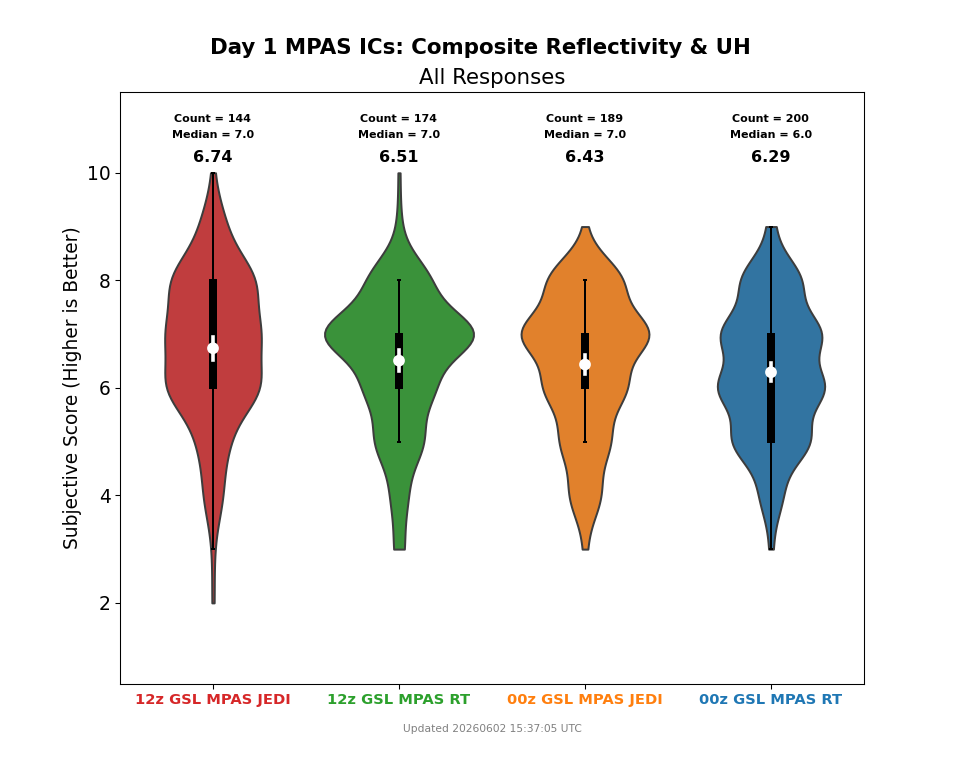 Day 1 MPAS ICs: Composite Reflectivity & UH
All Responses
Count = 144
Median = 7.0
6.74
Count = 174
Median = 7.0
6.51
Count = 189
Median = 7.0
6.43
Count = 200
Median = 6.0
6.29
Subjective Score (Higher is Better)
10
8
6
4
2
12z GSL MPAS JEDI
12z GSL MPAS RT
00z GSL MPAS JEDI
00z GSL MPAS RT
Updated 20260602 15:37:05 UTC